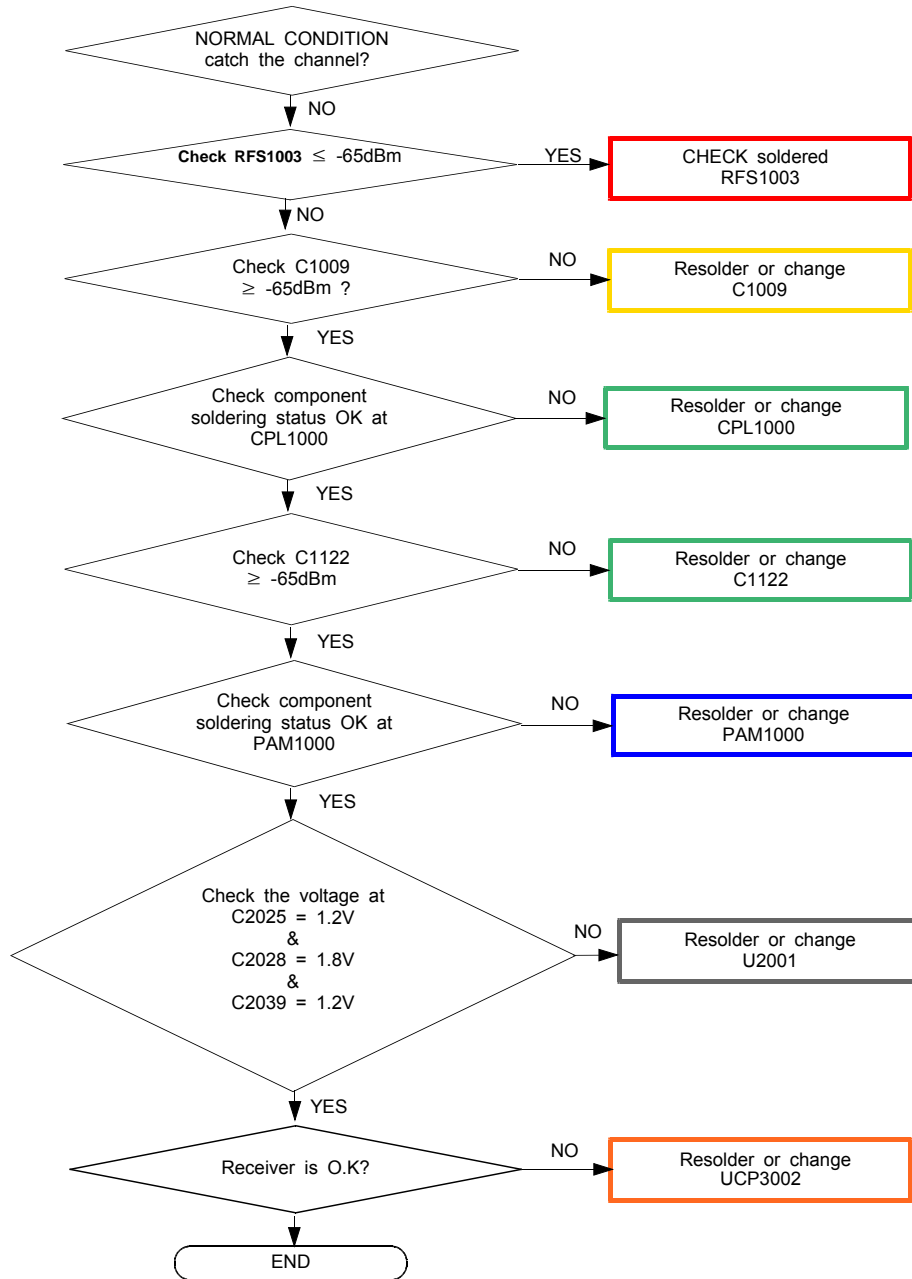 NORMAL CONDITION
catch the channel?
NO
Check RFS1003 ≤ -65dBm
YES
CHECK soldered
RFS1003
NO
Check C1009
≥ -65dBm ?
NO
Resolder or change
C1009
YES
Check component
soldering status OK at
CPL1000
NO
Resolder or change
CPL1000
YES
Check C1122
≥ -65dBm
NO
Resolder or change
C1122
YES
Check component
soldering status OK at
PAM1000
NO
Resolder or change
PAM1000
YES
Check the voltage at
C2025 = 1.2V
&
C2028 = 1.8V
&
C2039 = 1.2V
NO
Resolder or change
U2001
YES
Receiver is O.K?
NO
Resolder or change
UCP3002
END